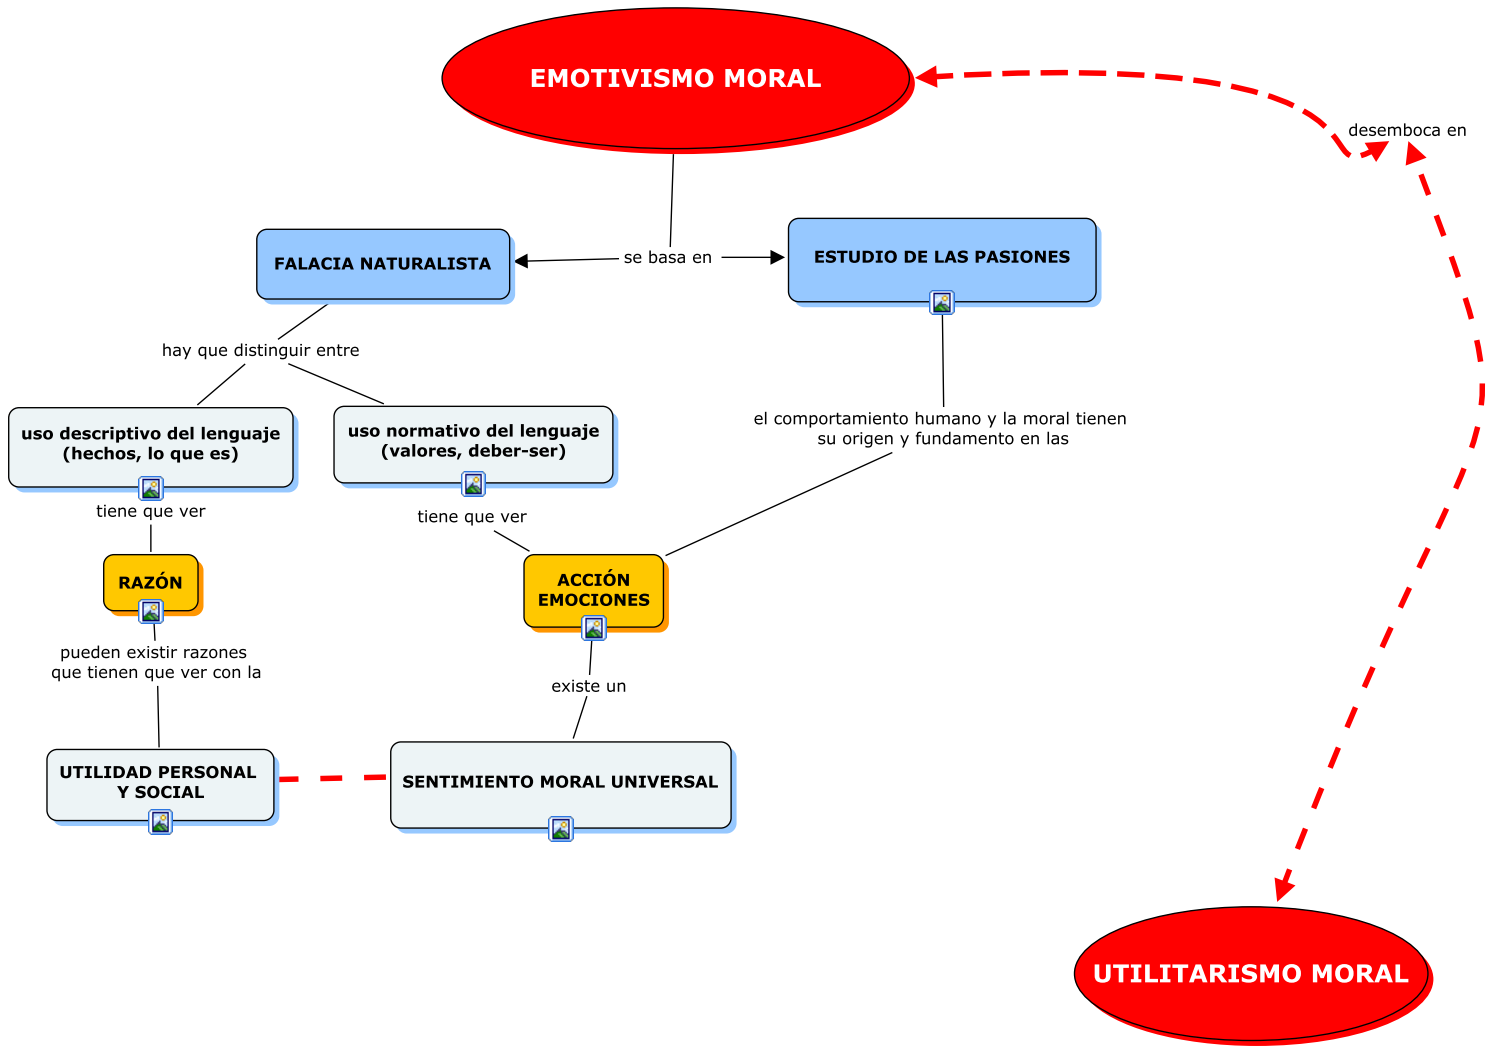 EMOTIVISMO MORAL
desemboca en
FALACIA NATURALISTA
se basa en
ESTUDIO DE LAS PASIONES
hay que distinguir entre
uso descriptivo del lenguaje
(hechos, lo que es)
uso normativo del lenguaje
(valores, deber-ser)
el comportamiento humano y la moral tienen
su origen y fundamento en las
tiene que ver
tiene que ver
RAZÓN
ACCIÓN
EMOCIONES
pueden existir razones
que tienen que ver con la
existe un
UTILIDAD PERSONAL
Y SOCIAL
SENTIMIENTO MORAL UNIVERSAL
UTILITARISMO MORAL